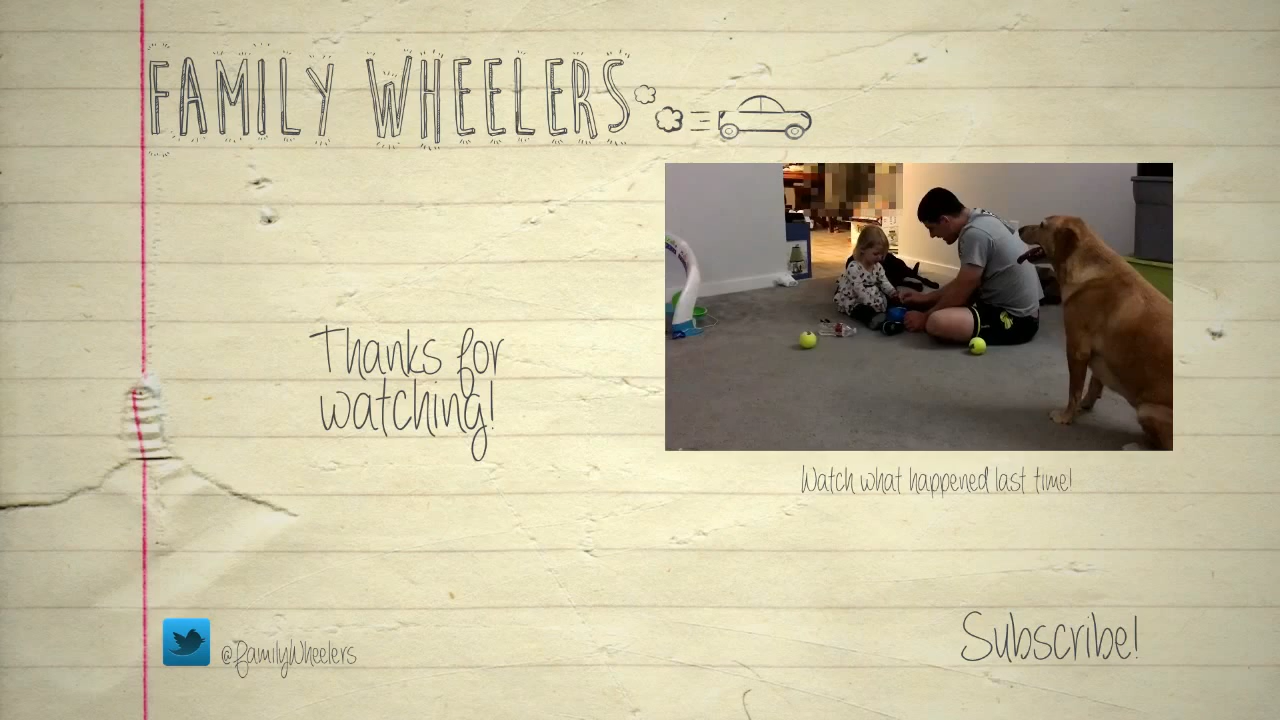 FAMILY WHEELERS
Thanks for
watching!
Watch what happened last time!
@FamilyWheelers
Subscribe!